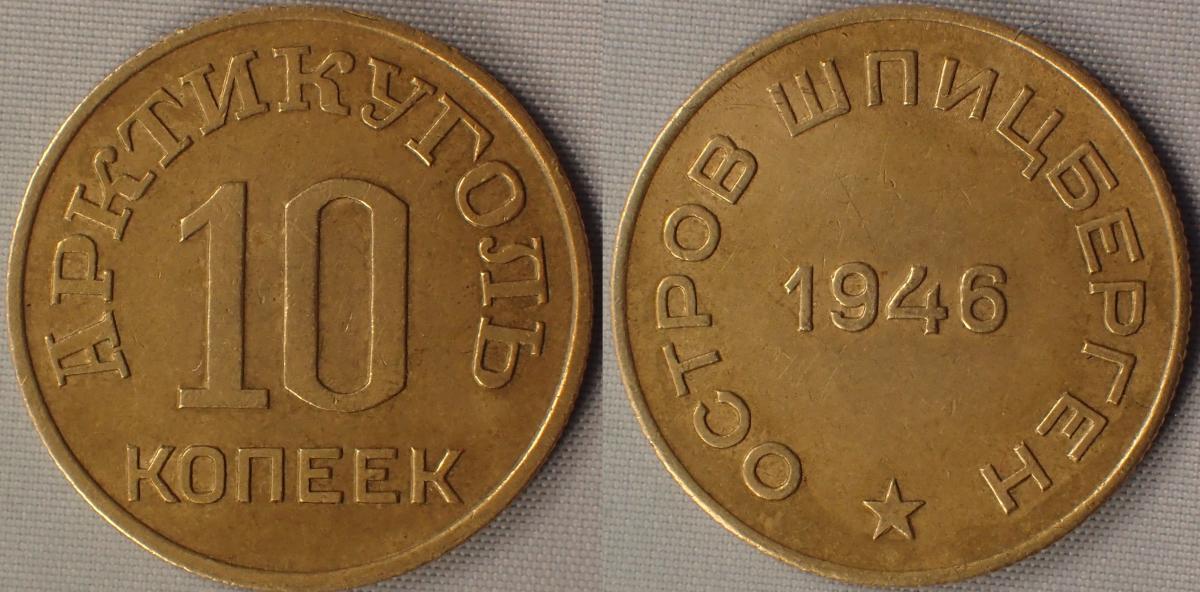 АРКТИКУГОЛЬ
10
КОПЕЕК
ОСТРОВ ШПИЦБЕРГЕН
1946